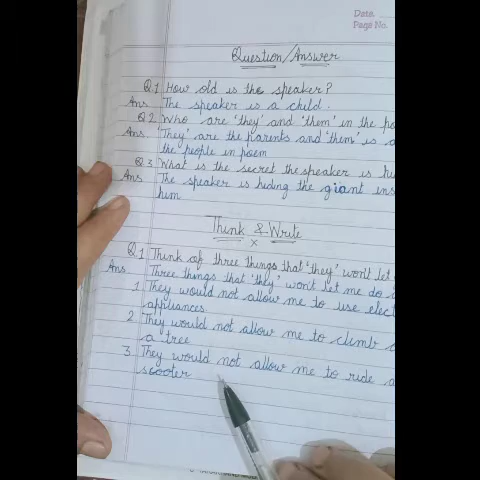 Date
Page No.
Question/Answer
Q.1 How old is the speaker?
Ans The speaker is a child.
Q2. Who are 'they' and 'them' in the
Ans. 'They' are the parents and 'them' is
the people in poem
Q.3 What is the secret the speaker is
Ans The speaker is hiding the giant
him
Think & Write
x
Q.1 Think of three things that 'they' won't let
Ans Three things that 'they' won't let me do
1 They would not allow me to use
appliances.
2. They would not allow me to climb
a tree
3. They would not allow me to ride a
scooter